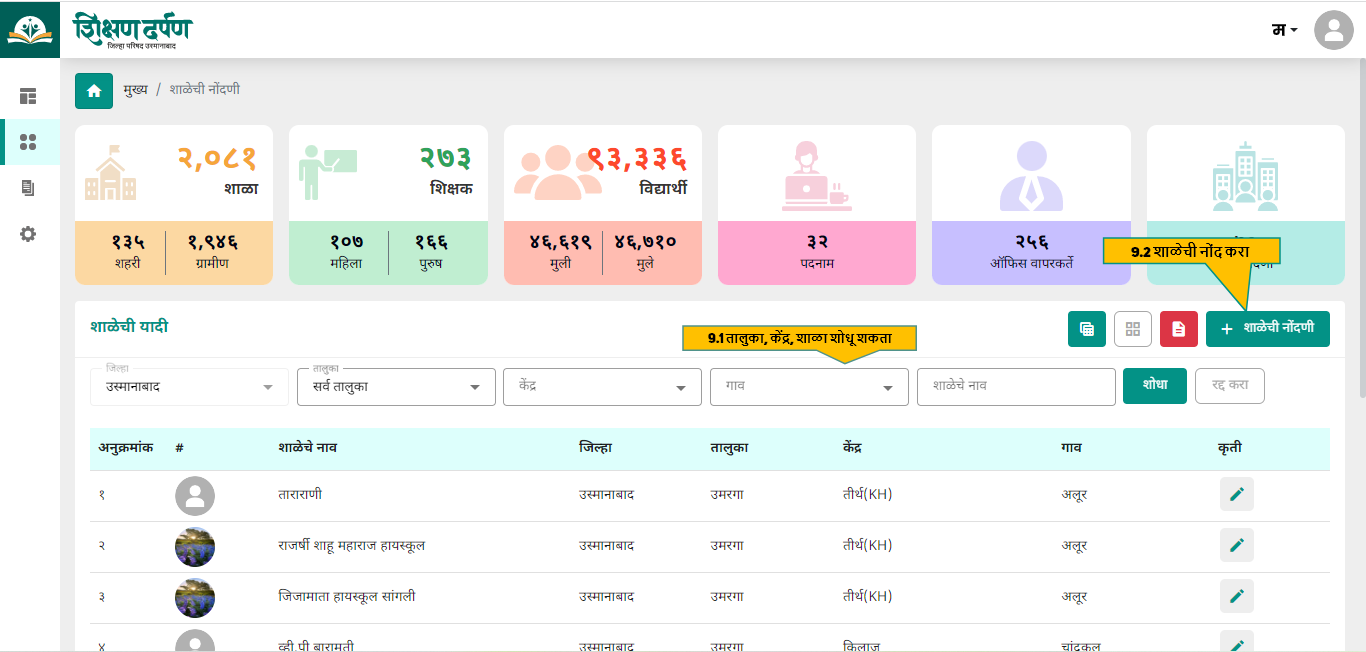 शिक्षण दर्पण
जिल्हा परिषद उस्मानाबाद
म
मुख्य / शाळेची नोंदणी
२,०८१
शाळा
१३५ १,९४६
शहरी ग्रामीण
२७३
शिक्षक
१०७ १६६
महिला पुरुष
९३,३३६
विद्यार्थी
४६,६१९ ४६,७१०
मुली मुले
३२
पदनाम
२५६
ऑफिस वापरकर्ते
9.2 शाळेची नोंद करा
शाळेची यादी
9.1 तालुका, केंद्र, शाळा शोधू शकता
+ शाळेची नोंदणी
जिल्हा तालुका
उस्मानाबाद सर्व तालुका केंद्र गाव शाळेचे नाव शोधा रद्द करा
अनुक्रमांक # शाळेचे नाव जिल्हा तालुका केंद्र गाव कृती
१ ताराराणी उस्मानाबाद उमरगा तीर्थ(KH) अलूर
२ राजर्षी शाहू महाराज हायस्कूल उस्मानाबाद उमरगा तीर्थ(KH) अलूर
३ जिजामाता हायस्कूल सांगली उस्मानाबाद उमरगा तीर्थ(KH) अलूर
४ व्ही.पी बारामती उस्मानाबाद उमरगा किलाज चांदकल